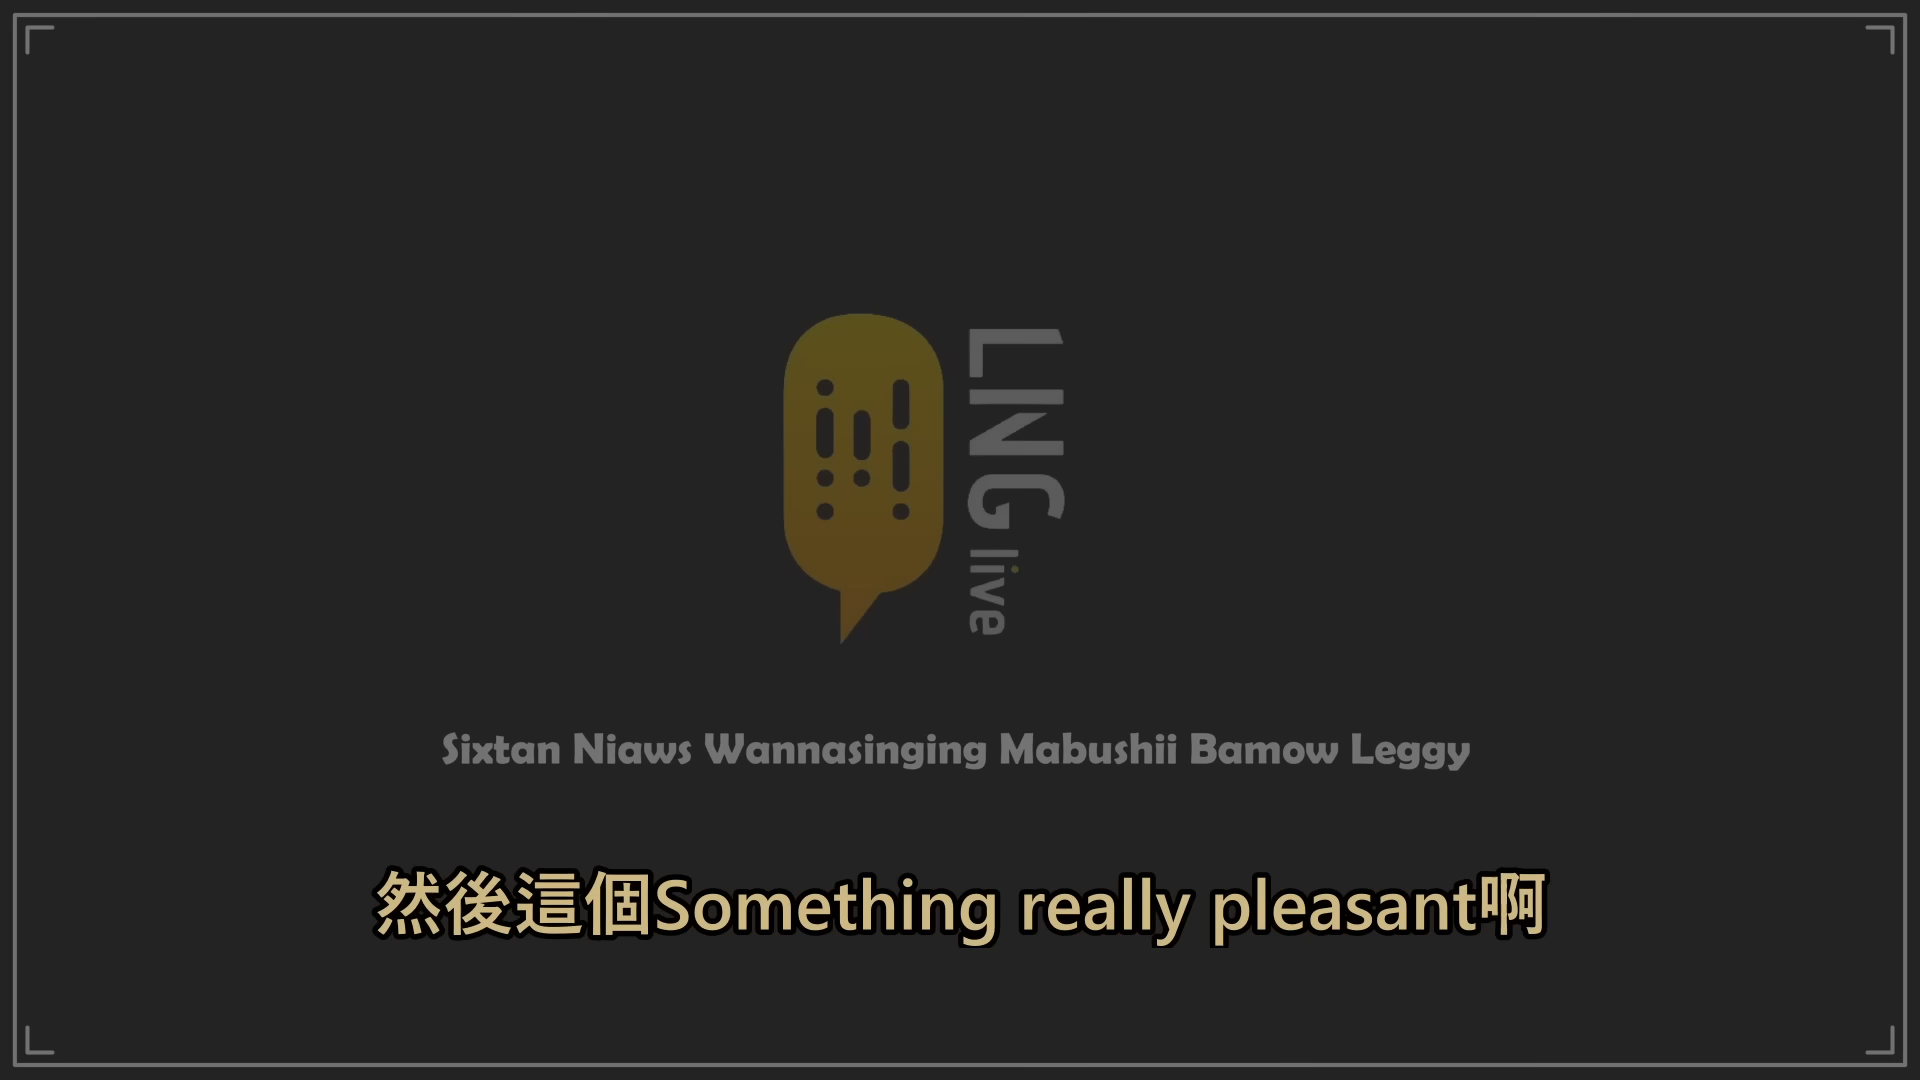 LING live
Sixtan Niaws Wannasinging Mabushii Bamow Leggy
然後這個Something really pleasant啊